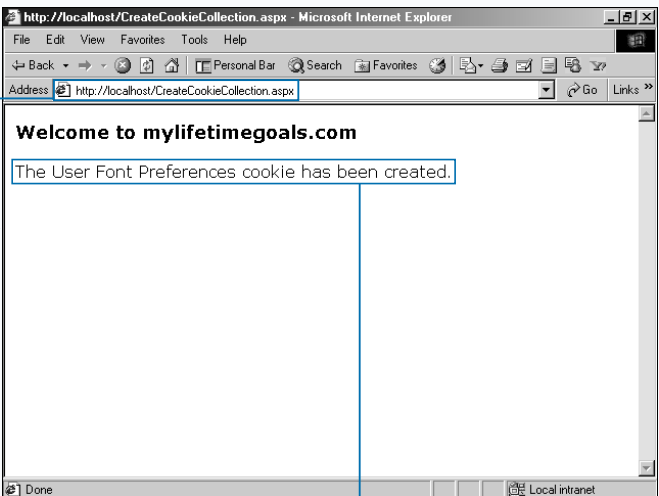 http://localhost/CreateCookieCollection.aspx - Microsoft Internet Explorer
File Edit View Favorites Tools Help
Back Personal Bar Search Favorites
Address http://localhost/CreateCookieCollection.aspx Go Links »
Welcome to mylifetimegoals.com
The User Font Preferences cookie has been created.
Done Local intranet